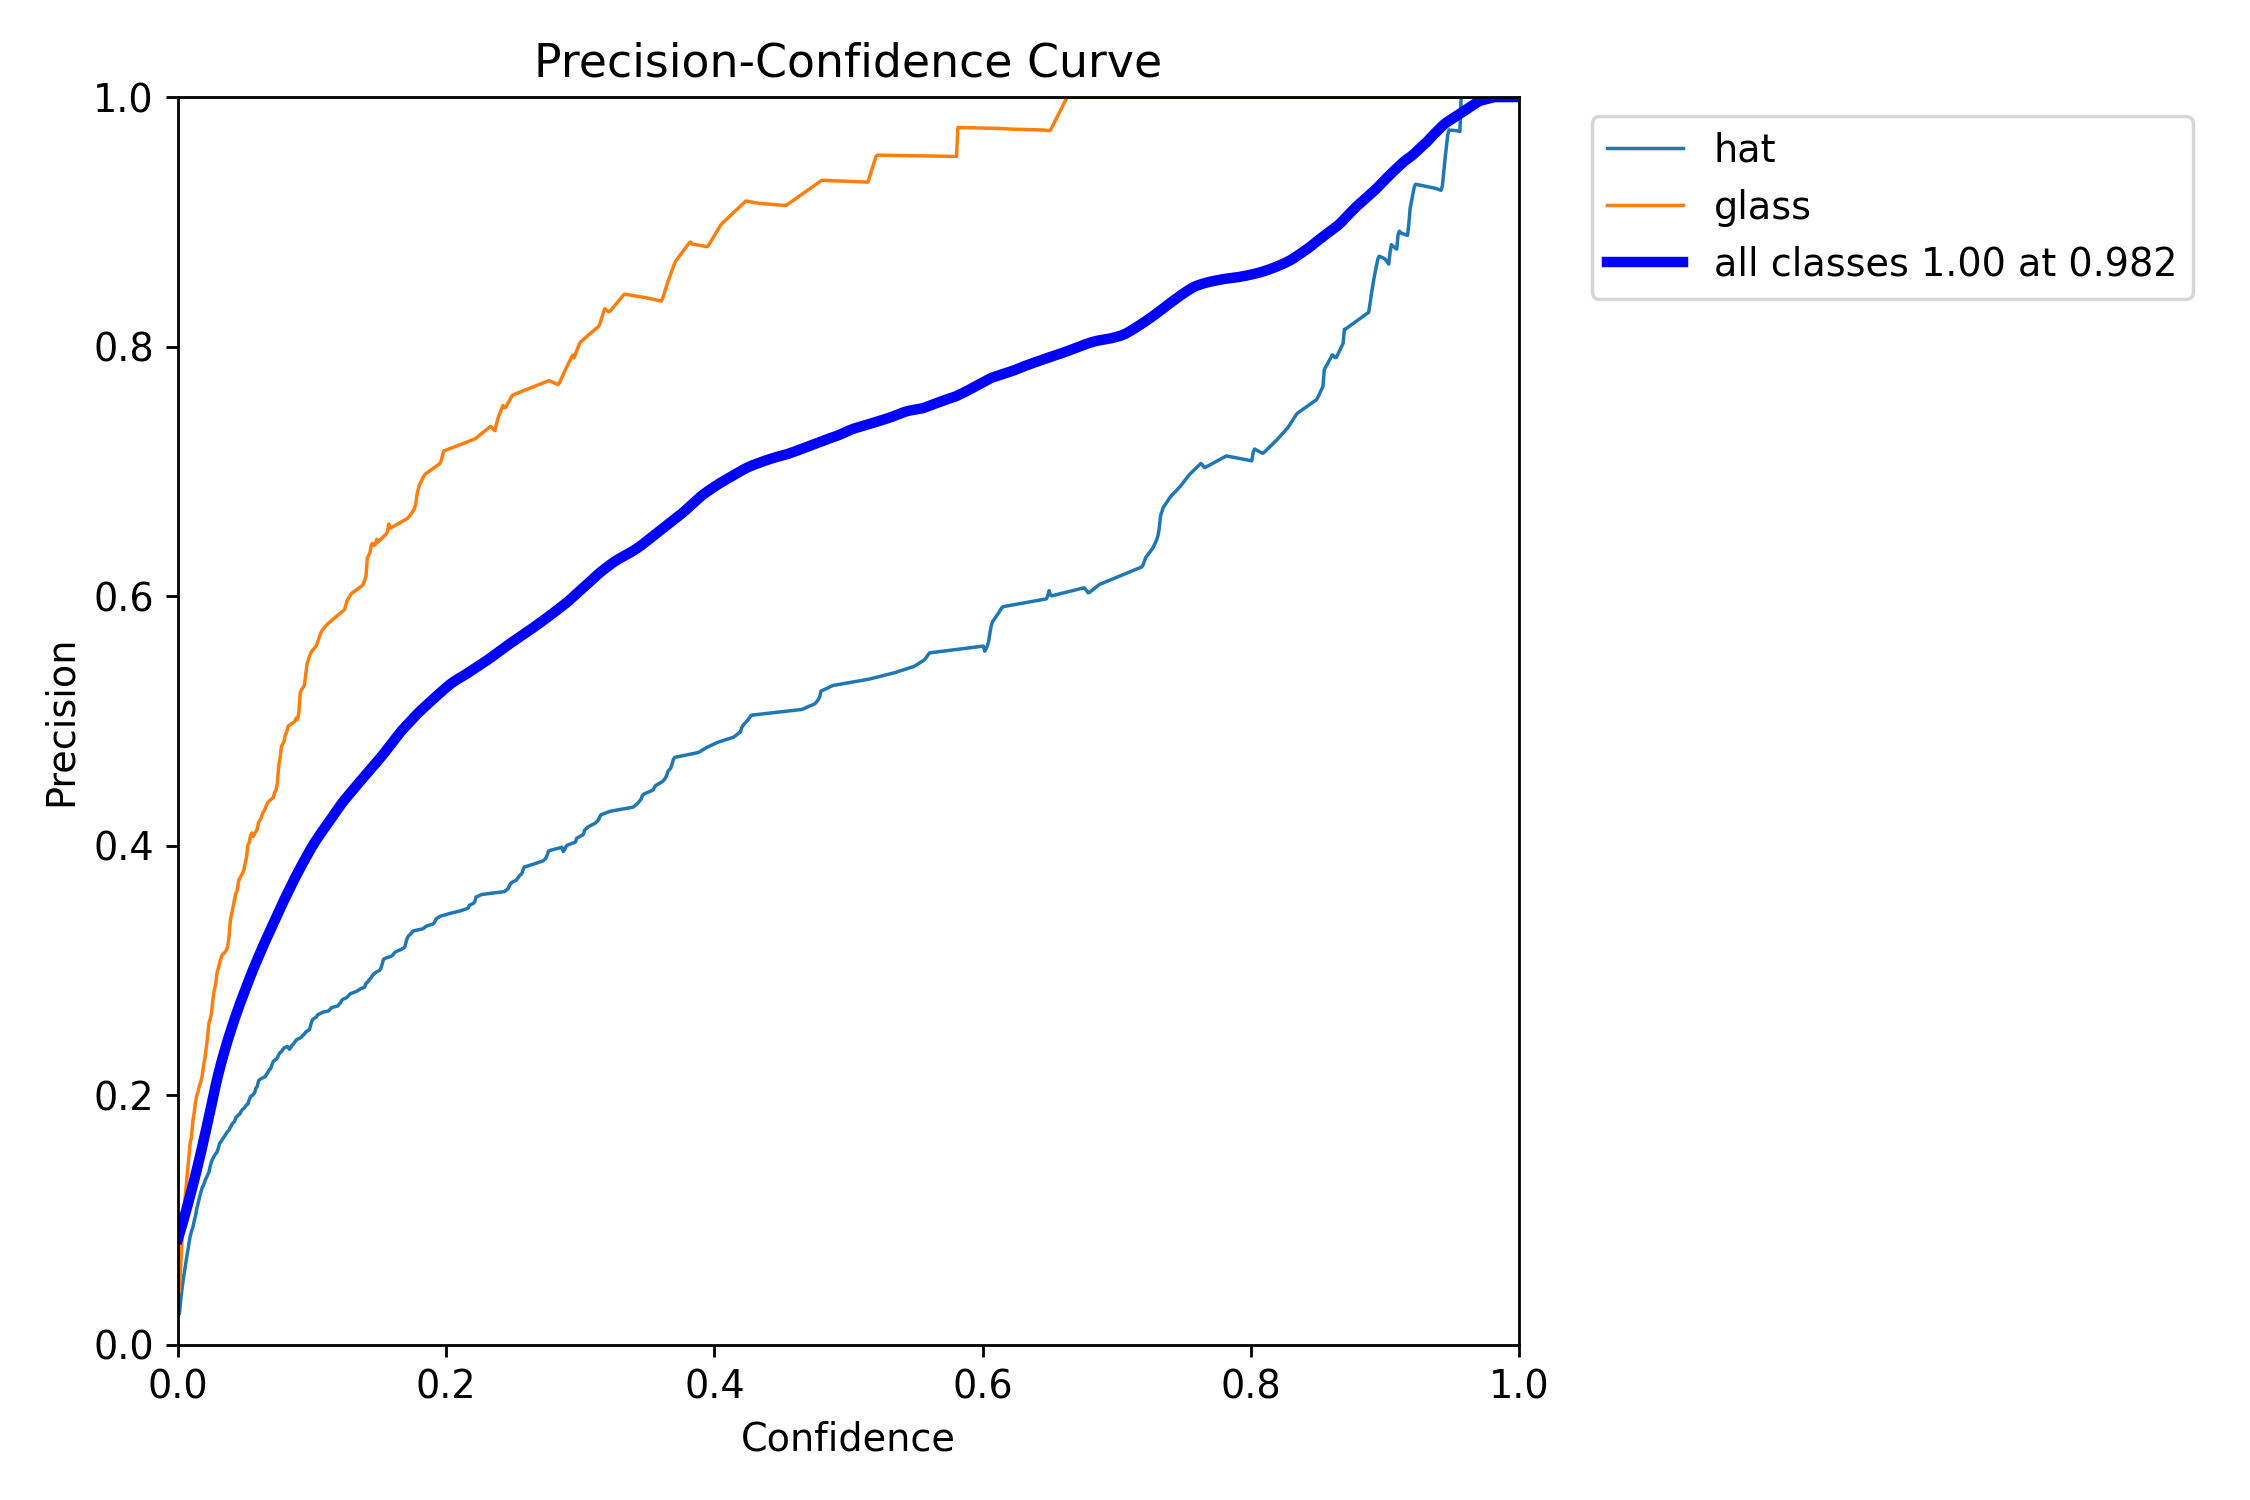 Precision-Confidence Curve
1.0
0.8
0.6
0.4
0.2
0.0
Precision
0.0 0.2 0.4 0.6 0.8 1.0
Confidence
hat
glass
all classes 1.00 at 0.982